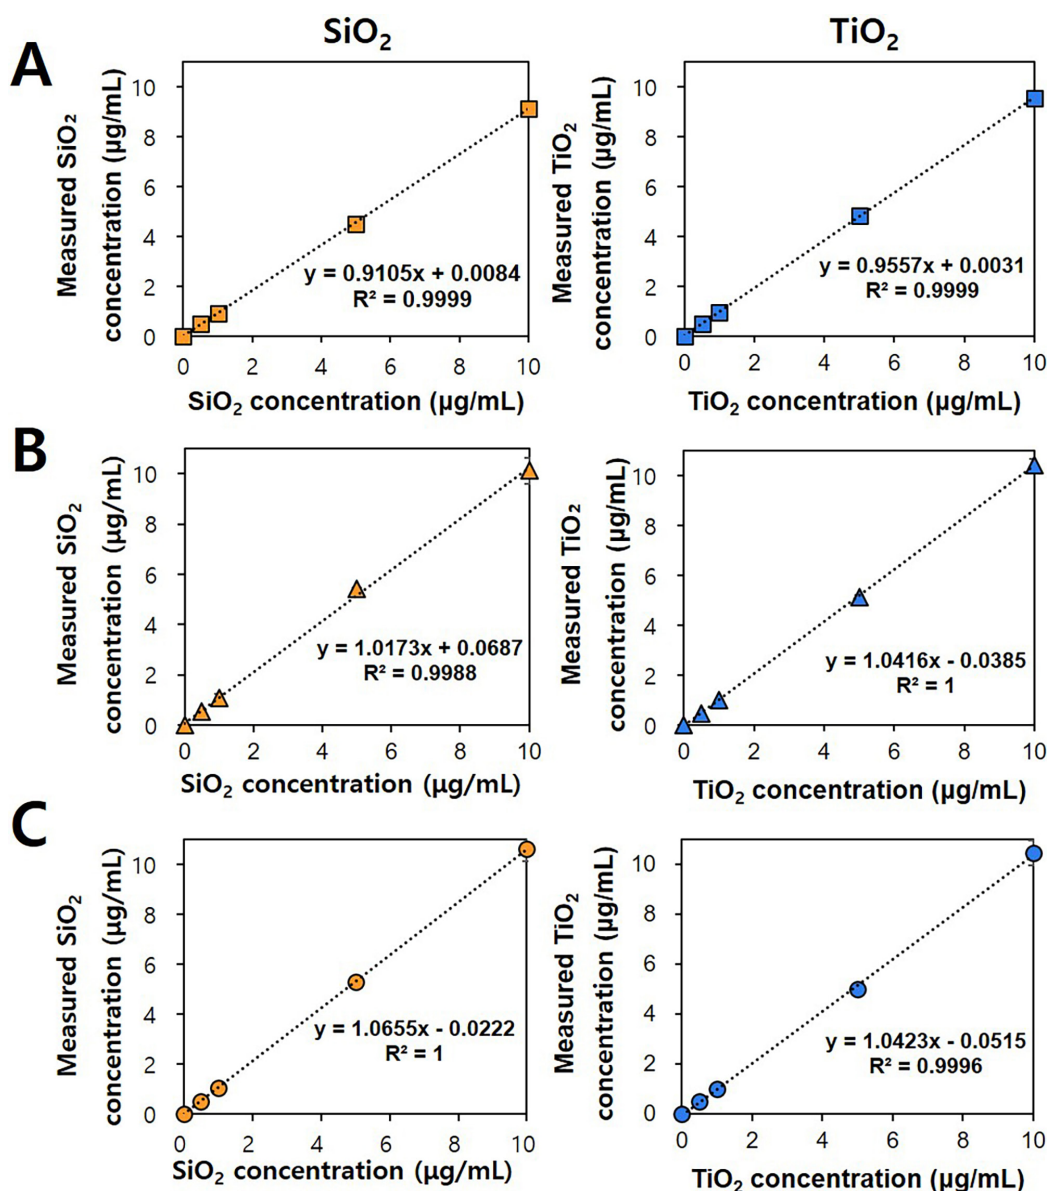 SiO₂
TiO₂
A
Measured SiO₂
concentration (µg/mL)
10
8
6
4
2
0
y = 0.9105x + 0.0084
R² = 0.9999
0 2 4 6 8 10
SiO₂ concentration (µg/mL)
Measured TiO₂
concentration (µg/mL)
10
8
6
4
2
0
y = 0.9557x + 0.0031
R² = 0.9999
0 2 4 6 8 10
TiO₂ concentration (µg/mL)
B
Measured SiO₂
concentration (µg/mL)
10
8
6
4
2
0
y = 1.0173x + 0.0687
R² = 0.9988
0 2 4 6 8 10
SiO₂ concentration (µg/mL)
Measured TiO₂
concentration (µg/mL)
10
8
6
4
2
0
y = 1.0416x - 0.0385
R² = 1
0 2 4 6 8 10
TiO₂ concentration (µg/mL)
C
Measured SiO₂
concentration (µg/mL)
10
8
6
4
2
0
y = 1.0655x - 0.0222
R² = 1
0 2 4 6 8 10
SiO₂ concentration (µg/mL)
Measured TiO₂
concentration (µg/mL)
10
8
6
4
2
0
y = 1.0423x - 0.0515
R² = 0.9996
0 2 4 6 8 10
TiO₂ concentration (µg/mL)